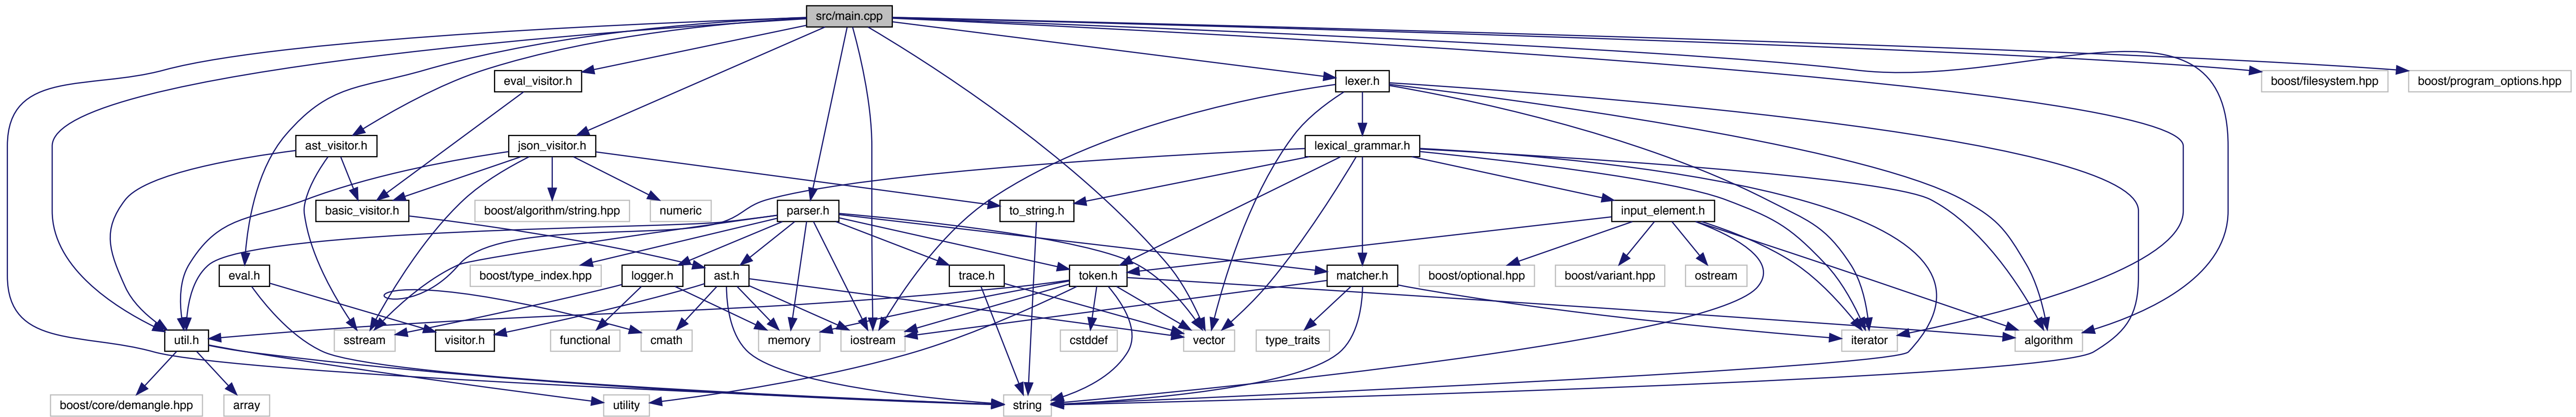 src/main.cpp
eval_visitor.h
lexer.h
boost/filesystem.hpp
boost/program_options.hpp
ast_visitor.h
json_visitor.h
lexical_grammar.h
basic_visitor.h
boost/algorithm/string.hpp
numeric
parser.h
to_string.h
input_element.h
eval.h
boost/type_index.hpp
logger.h
ast.h
trace.h
token.h
matcher.h
boost/optional.hpp
boost/variant.hpp
ostream
util.h
sstream
visitor.h
functional
cmath
memory
iostream
cstddef
vector
type_traits
iterator
algorithm
boost/core/demangle.hpp
array
utility
string